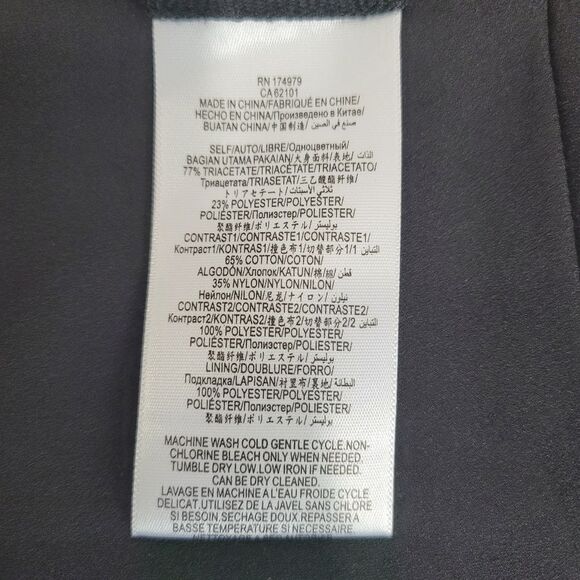 RN 174979
CA 62101
MADE IN CHINA/FABRIQUÉ EN CHINE/
HECHO EN CHINA/Произведено в Китае/
BUATAN CHINA/中国制造/ صنع في الصين/
SELF/AUTO/LIBRE/Одноцветный/
BAGIAN UTAMA PAKAIAN/大身面料/表地/ الذات/
77% TRIACETATE/TRIACÉTATE/TRIACETATO/
Триацетата/TRIASETAT/三乙酸酯纤维/
トリアセテート/ ثلاثي الأسيتات/
23% POLYESTER/POLYESTER/
POLIÉSTER/Полиэстер/POLYESTER/
聚酯纤维/ポリエステル/ بوليستر/
CONTRAST1/CONTRASTE1/CONTRASTE1/
Контраст1/KONTRAS1/撞色布1/切替部分1/ التباين 1/
65% COTTON/COTON/
ALGODÓN/Хлопок/KATUN/棉/綿/ قطن/
35% NYLON/NYLON/NILON/
Нейлон/NILON/尼龙/ナイロン/ نيلون/
CONTRAST2/CONTRASTE2/CONTRASTE2/
Контраст2/KONTRAS2/撞色布2/切替部分2/ التباين 2/
100% POLYESTER/POLYESTER/
POLIÉSTER/Полиэстер/POLYESTER/
聚酯纤维/ポリエステル/ بوليستر/
LINING/DOUBLURE/FORRO/
Подкладка/LAPISAN/衬里布/裏地/ البطانة/
100% POLYESTER/POLYESTER/
POLIÉSTER/Полиэстер/POLYESTER/
聚酯纤维/ポリエステル/ بوليستر/
MACHINE WASH COLD GENTLE CYCLE.NON-
CHLORINE BLEACH ONLY WHEN NEEDED.
TUMBLE DRY LOW.LOW IRON IF NEEDED.
CAN BE DRY CLEANED.
LAVAGE EN MACHINE A L'EAU FROIDE CYCLE
DELICAT.UTILISEZ DE LA JAVEL SANS CHLORE
SI BESOIN.SECHAGE DOUX.REPASSER A
BASSE TEMPERATURE SI NECESSAIRE.